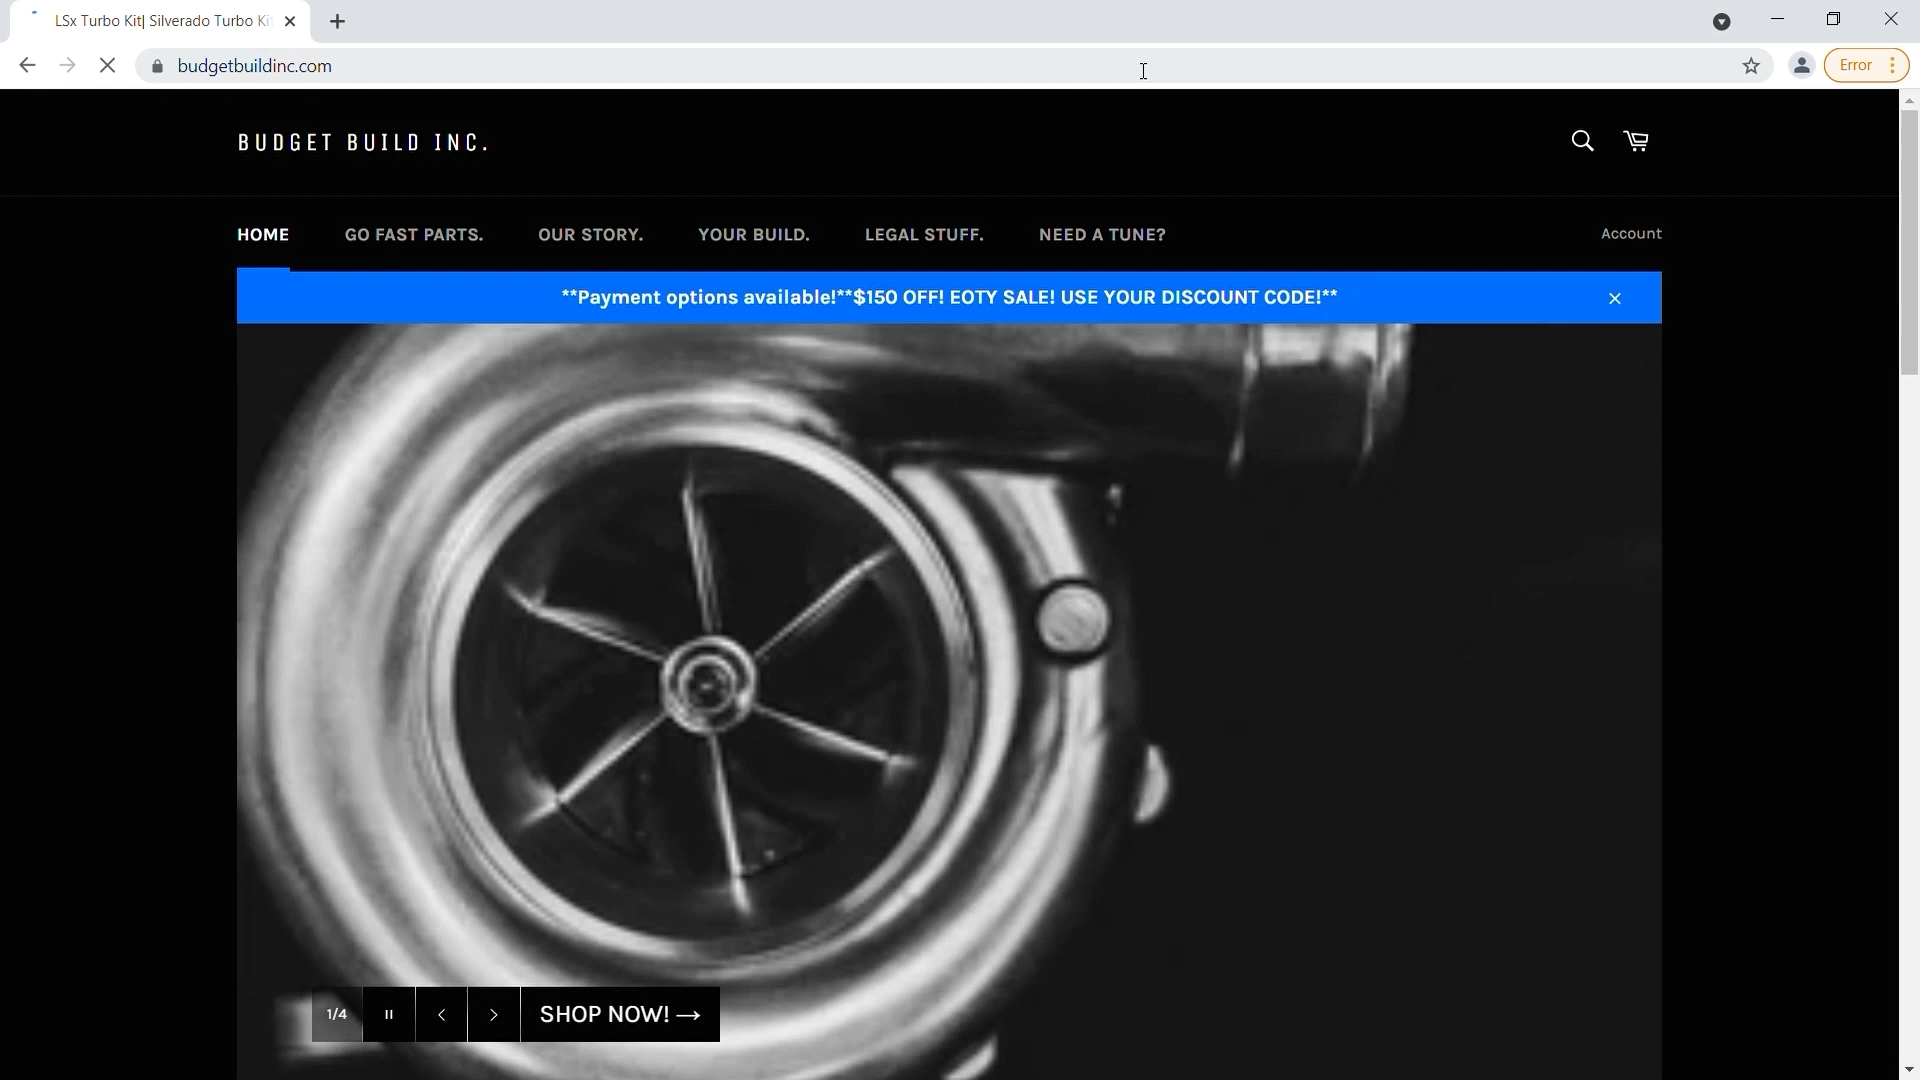 LSx Turbo Kit| Silverado Turbo Kit
budgetbuildinc.com
Error
BUDGET BUILD INC.
HOME
GO FAST PARTS.
OUR STORY.
YOUR BUILD.
LEGAL STUFF.
NEED A TUNE?
Account
**Payment options available!**$150 OFF! EOTY SALE! USE YOUR DISCOUNT CODE!**
1/4
SHOP NOW! →